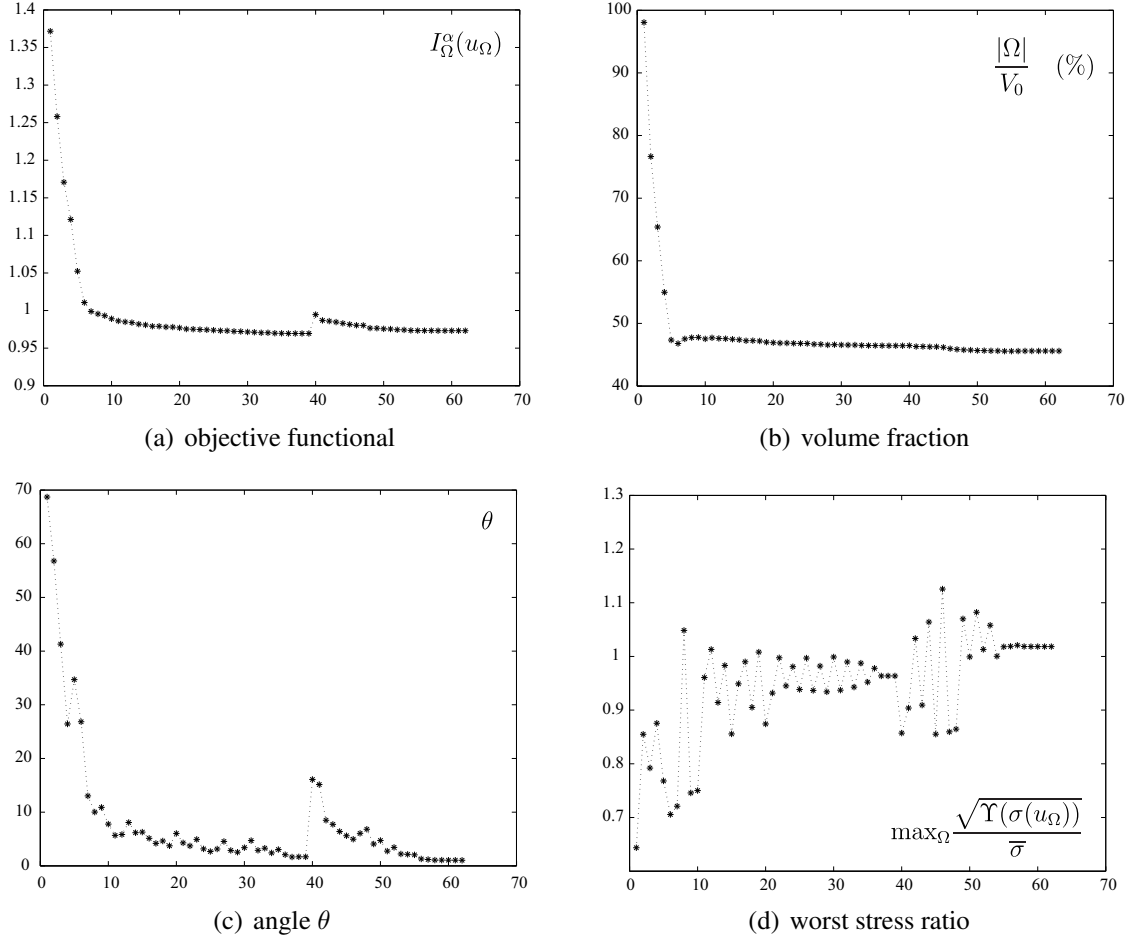 1.4
1.35
1.3
1.25
1.2
1.15
1.1
1.05
1
0.95
0.9
0 10 20 30 40 50 60 70
I_Ω^α(u_Ω)
(a) objective functional
100
90
80
70
60
50
40
0 10 20 30 40 50 60 70
|Ω|/V_0 (%)
(b) volume fraction
70
60
50
40
30
20
10
0
0 10 20 30 40 50 60 70
θ
(c) angle θ
1.3
1.2
1.1
1
0.9
0.8
0.7
0 10 20 30 40 50 60 70
max_Ω √(Υ(σ(u_Ω)))/σ̅
(d) worst stress ratio